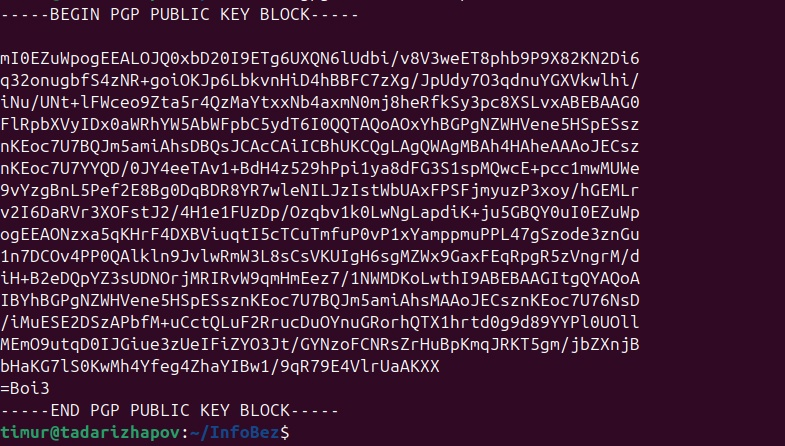 -----BEGIN PGP PUBLIC KEY BLOCK-----
mI0EZuWpogEEALOJQ0xbD20I9ETg6UXQN6lUdbi/v8V3weET8phb9P9X82KN2Di6
q32onugbfS4zNR+goiOKJp6LbkvnHiD4hBBFC7zXg/JpUdy7O3qdnuYGXVkwlhi/
iNu/UNt+lFWceo9Zta5r4QzMaYtxxNb4axmN0mj8heRfkSy3pc8XSLvxABEBAAG0
FlRpbXVyIDx0aWRhYW5AbWFpbC5ydT6I0QQTAQoAOxYhBGPgNZWHVene5HSpESsz
nKEoc7U7BQJm5amiAhsDBQsJCAcCAiICBhUKCQgLAgQWAgMBAh4HAheAAAoJECsz
nKEoc7U7YYQD/0JY4eeTAv1+BdH4z529hPpi1ya8dFG3S1spMQwcE+pcc1mwMUWe
9vYzgBnL5Pef2E8Bg0DqBDR8YR7wleNILJzIstWbUAxFPSFjmyuzP3xoy/hGEMLr
v2I6DaRVr3XOFstJ2/4H1e1FUzDp/Ozqbv1k0LwNgLapdiK+ju5GBQY0uI0EZuWp
ogEEAONzxa5qKHrF4DXBViuqtI5cTCuTmfuP0vP1xYamppmuPPL47gSzode3znGu
1n7DCOv4PP0QAlkln9JvlwRmW3L8sCsVKUIgH6sgMZWx9GaxFEqRpgR5zVngrM/d
iH+B2eDQpYZ3sUDNOrjMRIRvW9qmHmEez7/1NWMDKoLwthI9ABEBAAGItgQYAQoA
IBYhBGPgNZWHVene5HSpESsznKEoc7U7BQJm5amiAhsMAAoJECsznKEoc7U76NsD
/iMuESE2DSzAPbfM+uCctQLuF2RrucDuOYnuGRorhQTX1hrtd0g9d89YYPl0UOll
MEmO9utqD0IJGiue3zUeIFiZYO3Jt/GYNzoFCNRsZrHuBpKmqJRKT5gm/jbZXnjB
bHaKG7lS0KwMh4Yfeg4ZhaYIBw1/9qR79E4VlrUaAKXX
=Boi3
-----END PGP PUBLIC KEY BLOCK-----
timur@tadarizhapov:~/InfoBez$